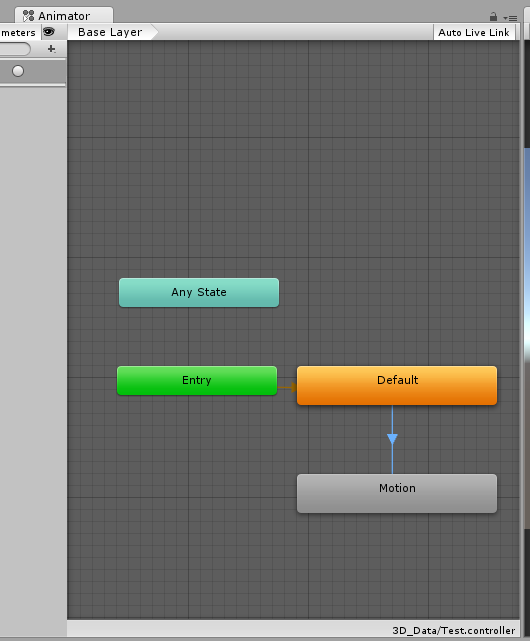 Animator
meters
Base Layer
Auto Live Link
Any State
Entry
Default
Motion
3D_Data/Test.controller